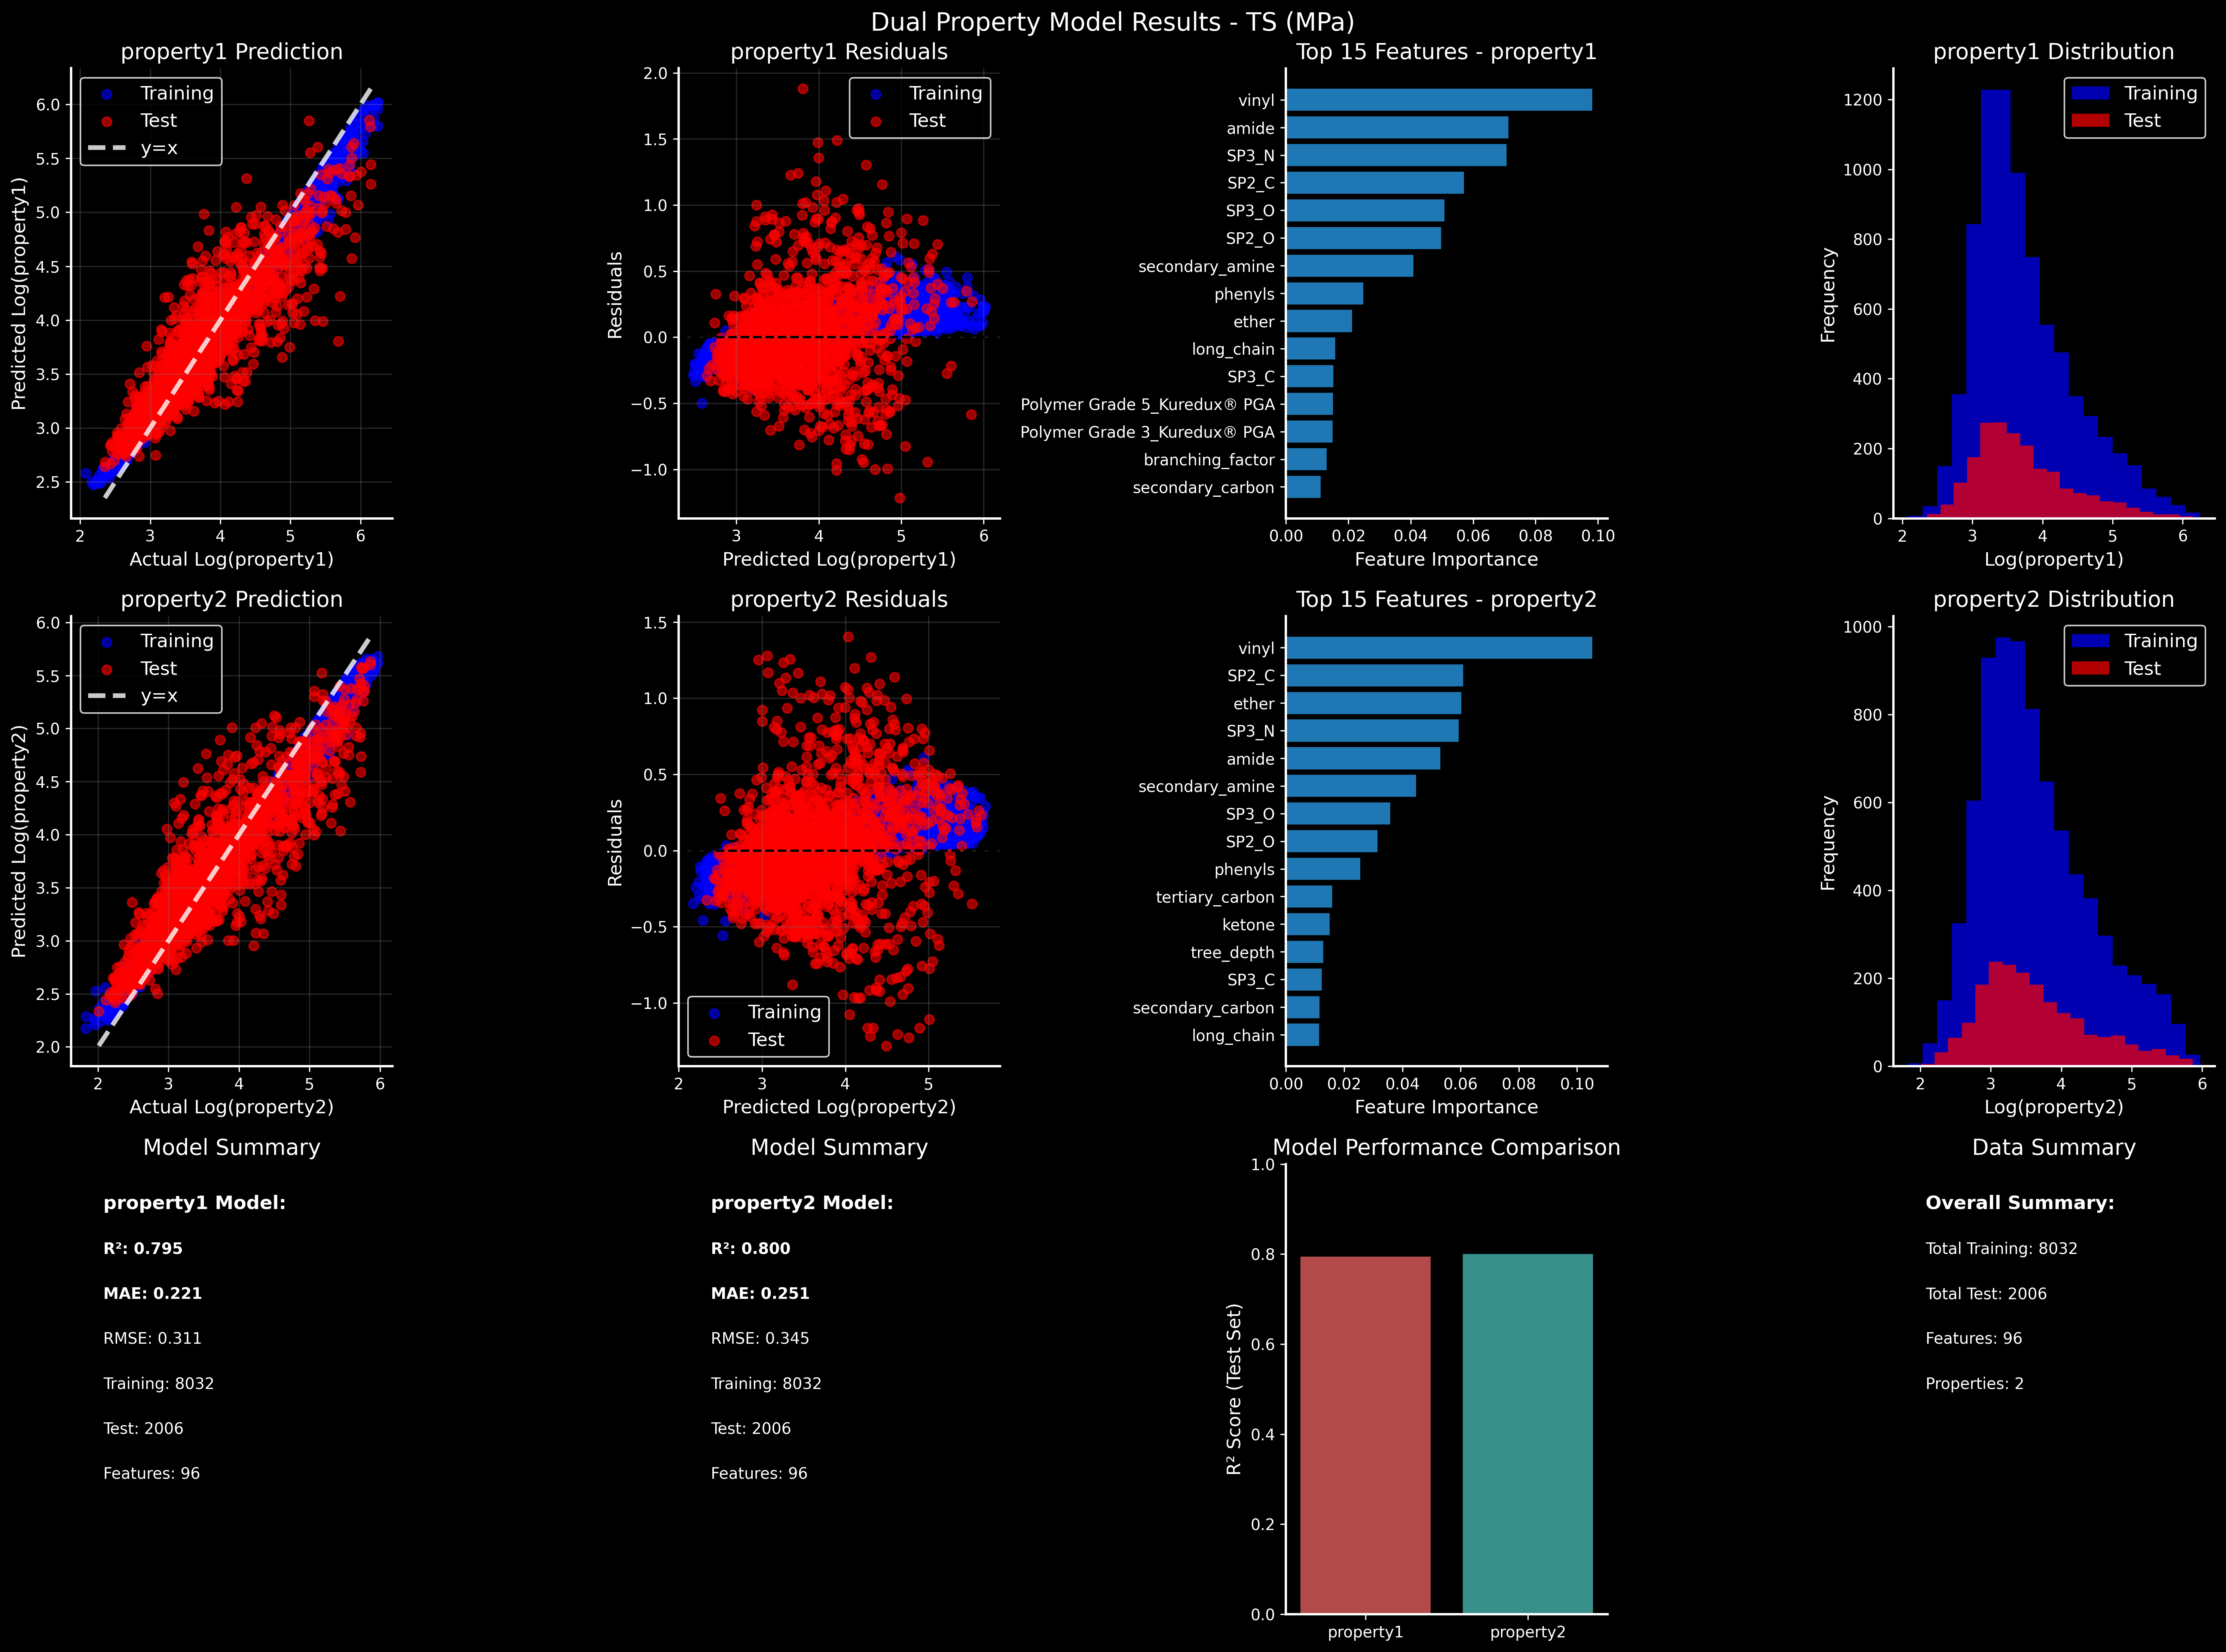 Dual Property Model Results - TS (MPa)
property1 Prediction
Training
Test
y=x
6.0
5.5
5.0
4.5
4.0
3.5
3.0
2.5
Predicted Log(property1)
2
3
4
5
6
Actual Log(property1)
property1 Residuals
Training
Test
2.0
1.5
1.0
0.5
0.0
−0.5
−1.0
Residuals
3
4
5
6
Predicted Log(property1)
Top 15 Features - property1
vinyl
amide
SP3_N
SP2_C
SP3_O
SP2_O
secondary_amine
phenyls
ether
long_chain
SP3_C
Polymer Grade 5_Kuredux® PGA
Polymer Grade 3_Kuredux® PGA
branching_factor
secondary_carbon
0.00
0.02
0.04
0.06
0.08
0.10
Feature Importance
property1 Distribution
Training
Test
1200
1000
800
600
400
200
0
Frequency
2
3
4
5
6
Log(property1)
property2 Prediction
Training
Test
y=x
6.0
5.5
5.0
4.5
4.0
3.5
3.0
2.5
2.0
Predicted Log(property2)
2
3
4
5
6
Actual Log(property2)
property2 Residuals
1.5
1.0
0.5
0.0
−0.5
−1.0
Residuals
Training
Test
2
3
4
5
Predicted Log(property2)
Top 15 Features - property2
vinyl
SP2_C
ether
SP3_N
amide
secondary_amine
SP3_O
SP2_O
phenyls
tertiary_carbon
ketone
tree_depth
SP3_C
secondary_carbon
long_chain
0.00
0.02
0.04
0.06
0.08
0.10
Feature Importance
property2 Distribution
Training
Test
1000
800
600
400
200
0
Frequency
2
3
4
5
6
Log(property2)
Model Summary
property1 Model:
R²: 0.795
MAE: 0.221
RMSE: 0.311
Training: 8032
Test: 2006
Features: 96
Model Summary
property2 Model:
R²: 0.800
MAE: 0.251
RMSE: 0.345
Training: 8032
Test: 2006
Features: 96
Model Performance Comparison
1.0
0.8
0.6
0.4
0.2
0.0
R² Score (Test Set)
property1
property2
Data Summary
Overall Summary:
Total Training: 8032
Total Test: 2006
Features: 96
Properties: 2